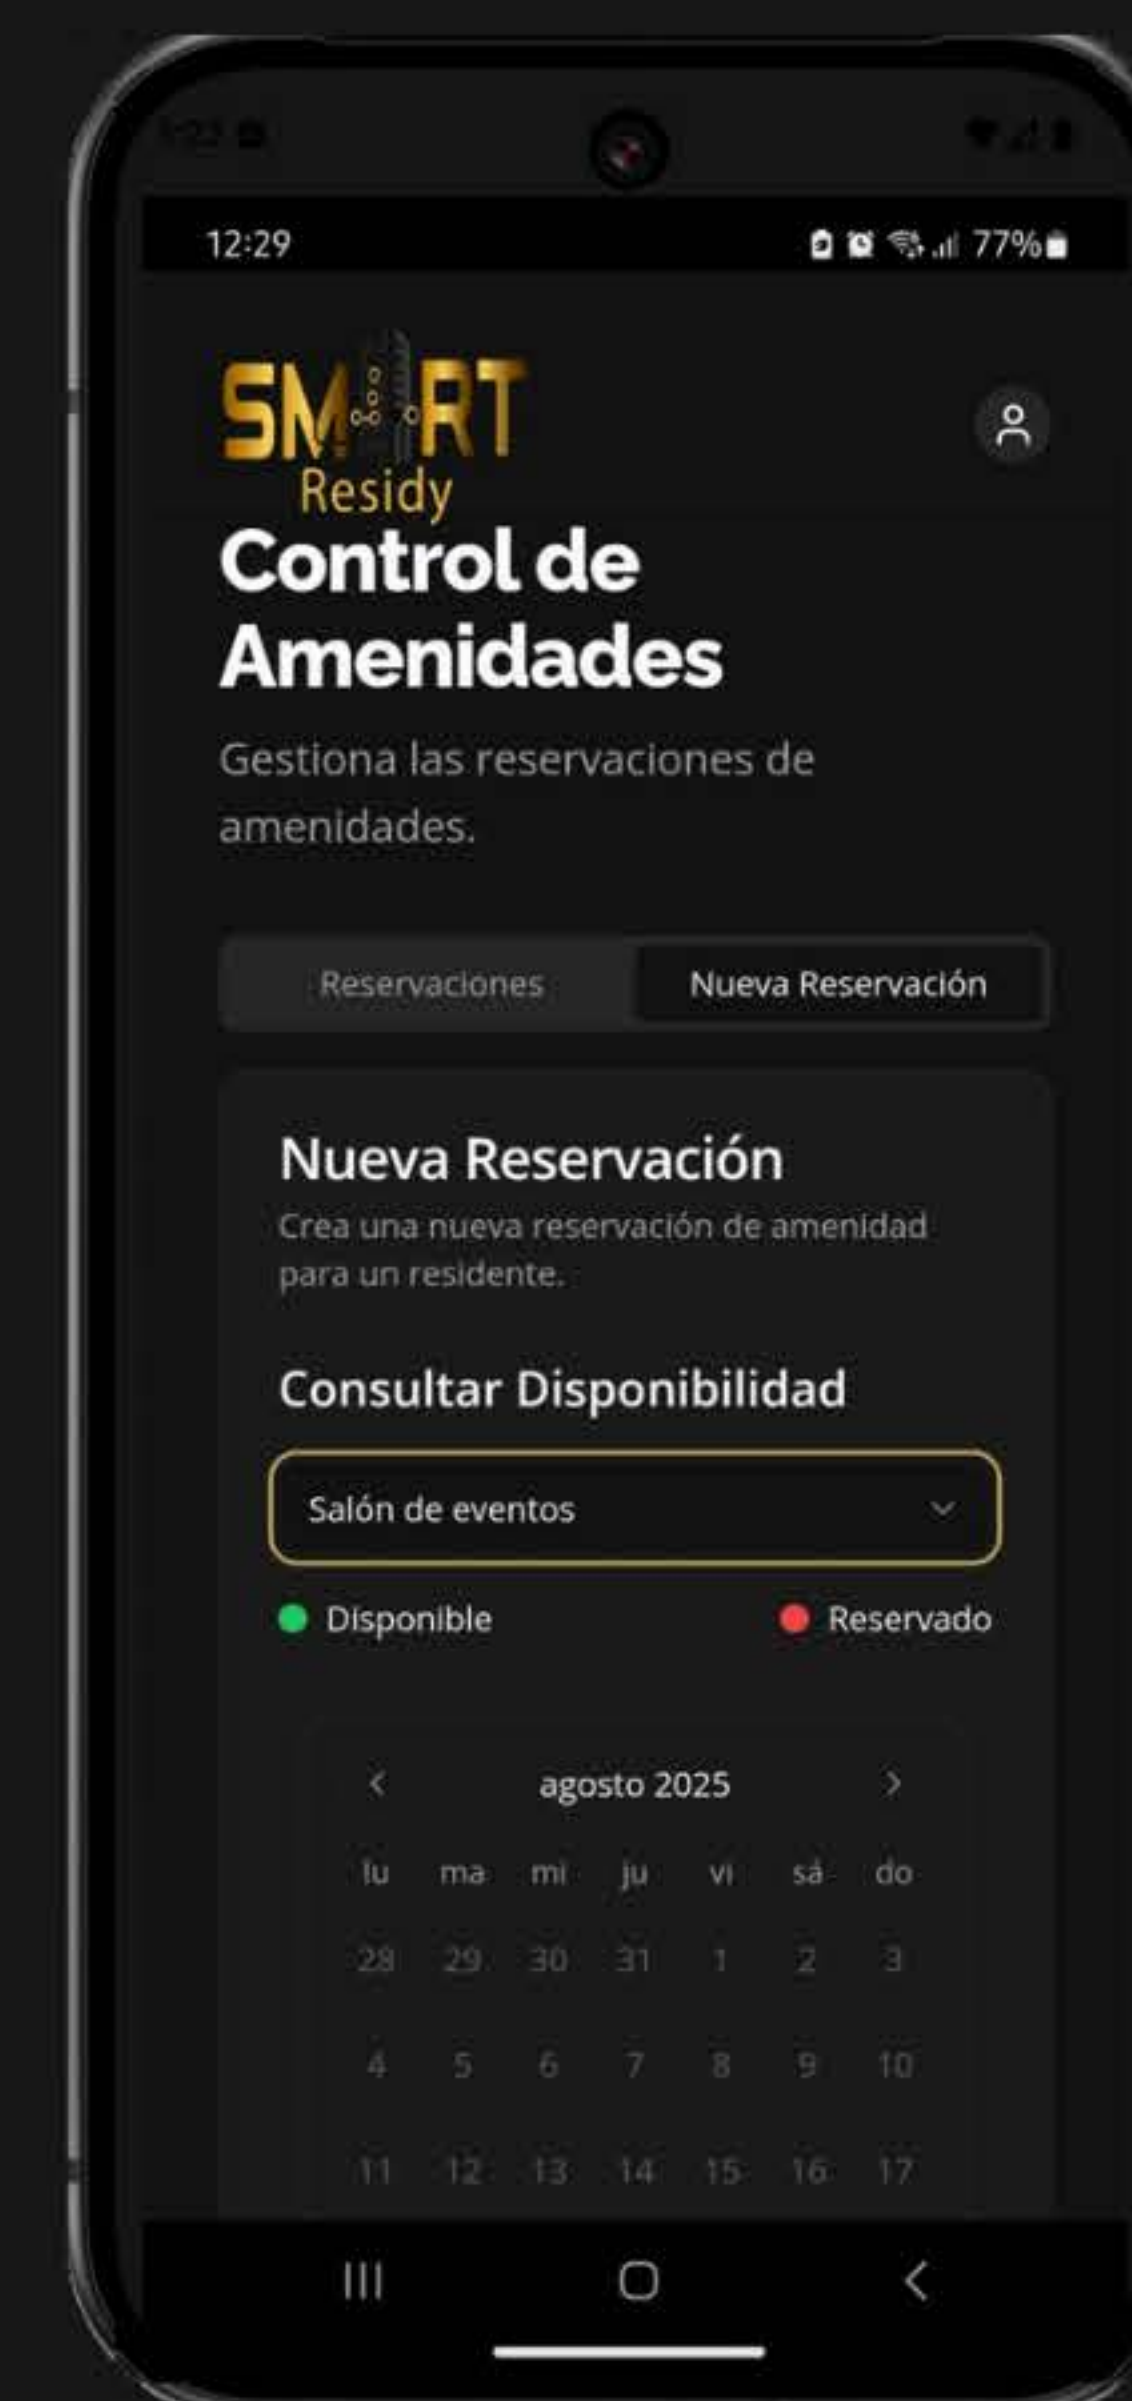 12:29 77%
SMART
Residy
Control de
Amenidades
Gestiona las reservaciones de
amenidades.
Reservaciones Nueva Reservación
Nueva Reservación
Crea una nueva reservación de amenidad
para un residente.
Consultar Disponibilidad
Salón de eventos
Disponible Reservado
agosto 2025
lu ma mi ju vi sá do
28 29 30 31 1 2 3
4 5 6 7 8 9 10
11 12 13 14 15 16 17